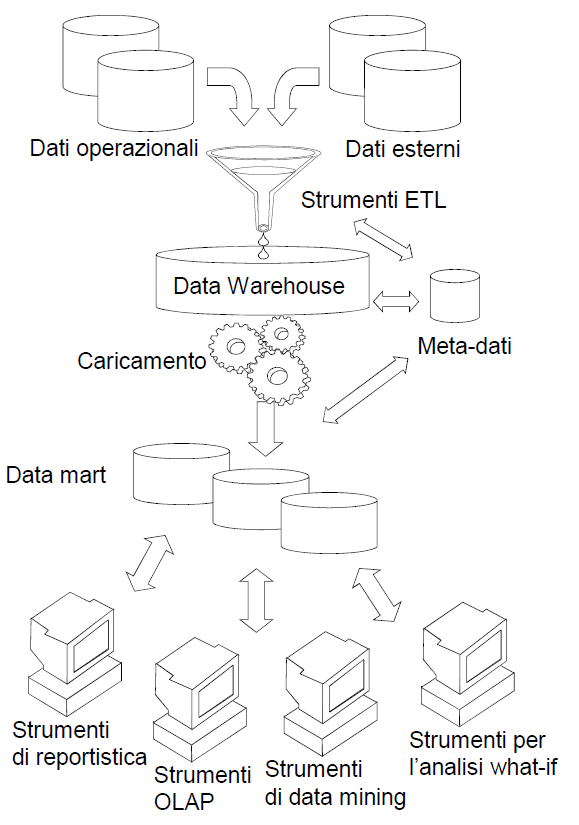 Dati operazionali
Dati esterni
Strumenti ETL
Data Warehouse
Meta-dati
Caricamento
Data mart
Strumenti
di reportistica
Strumenti
OLAP
Strumenti
di data mining
Strumenti per
l'analisi what-if